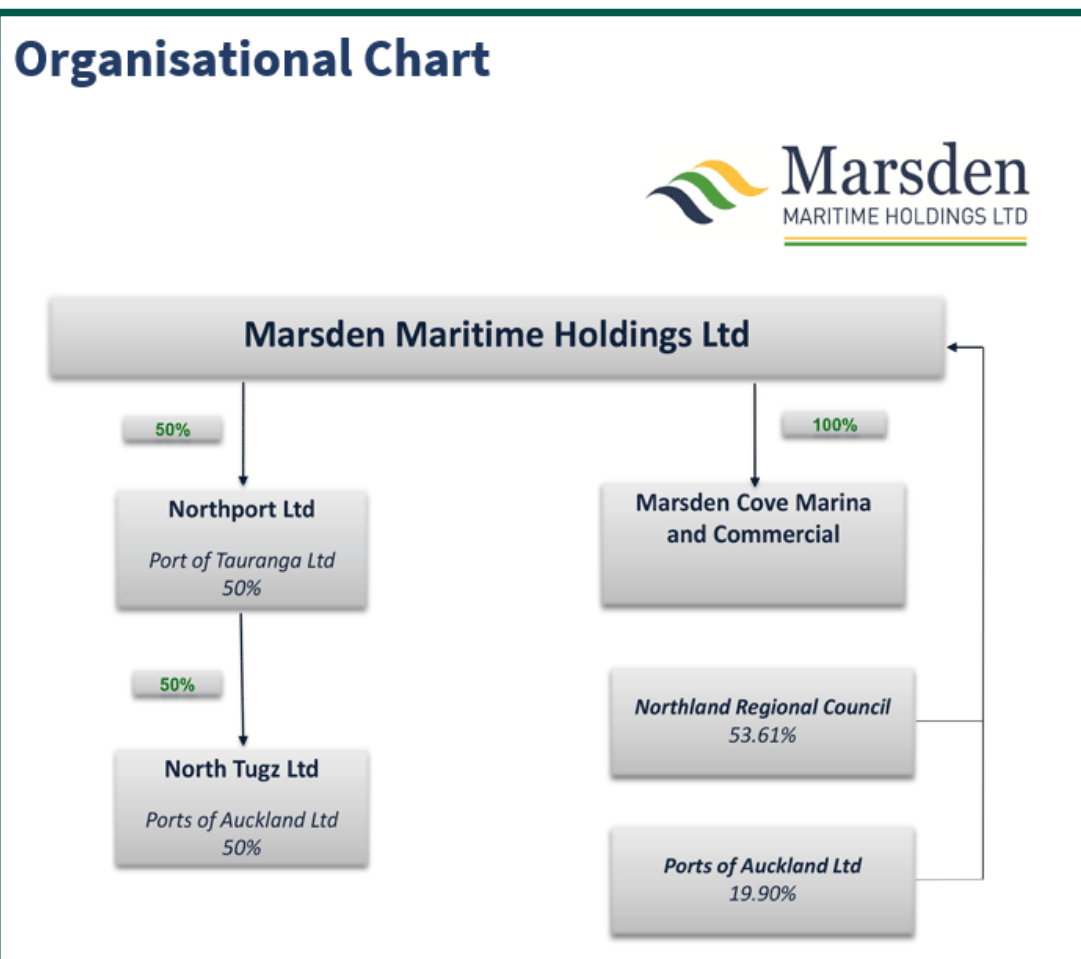 Organisational Chart
Marsden
MARITIME HOLDINGS LTD
Marsden Maritime Holdings Ltd
50%
100%
Northport Ltd
Port of Tauranga Ltd
50%
Marsden Cove Marina
and Commercial
50%
Northland Regional Council
53.61%
North Tugz Ltd
Ports of Auckland Ltd
50%
Ports of Auckland Ltd
19.90%